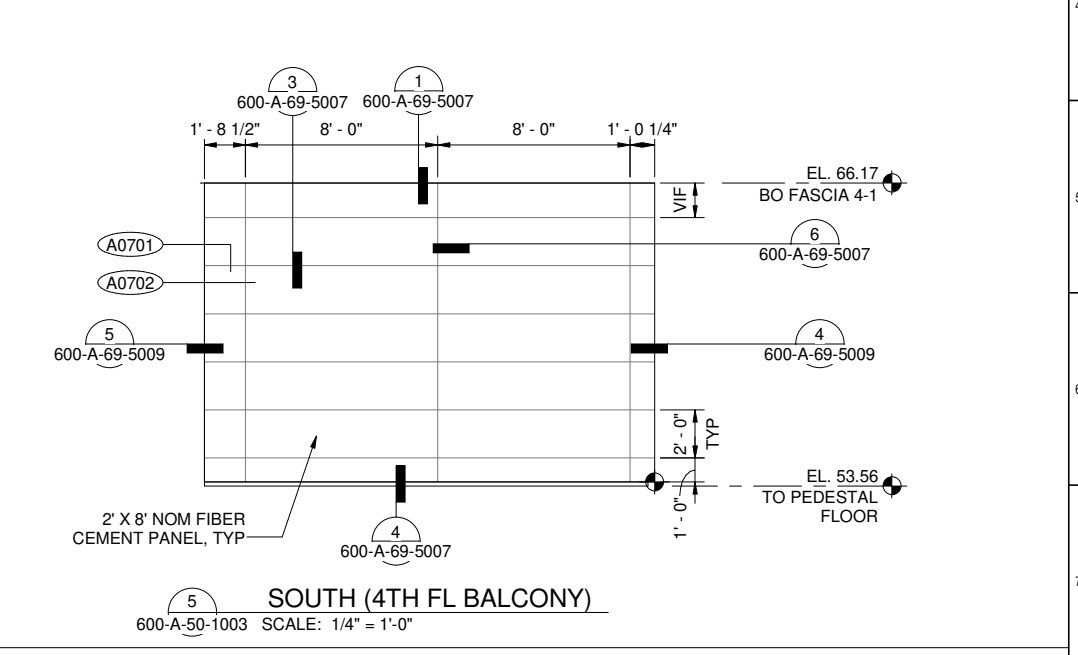 3
600-A-69-5007
1
600-A-69-5007
1' - 8 1/2"
8' - 0"
8' - 0"
1' - 0 1/4"
EL. 66.17
BO FASCIA 4-1
VIF
6
600-A-69-5007
A0701
A0702
5
600-A-69-5009
4
600-A-69-5009
2' - 0"
TYP
1' - 0"
EL. 53.56
TO PEDESTAL
FLOOR
2' X 8' NOM FIBER
CEMENT PANEL, TYP
4
600-A-69-5007
5
600-A-50-1003
SOUTH (4TH FL BALCONY)
SCALE: 1/4" = 1'-0"